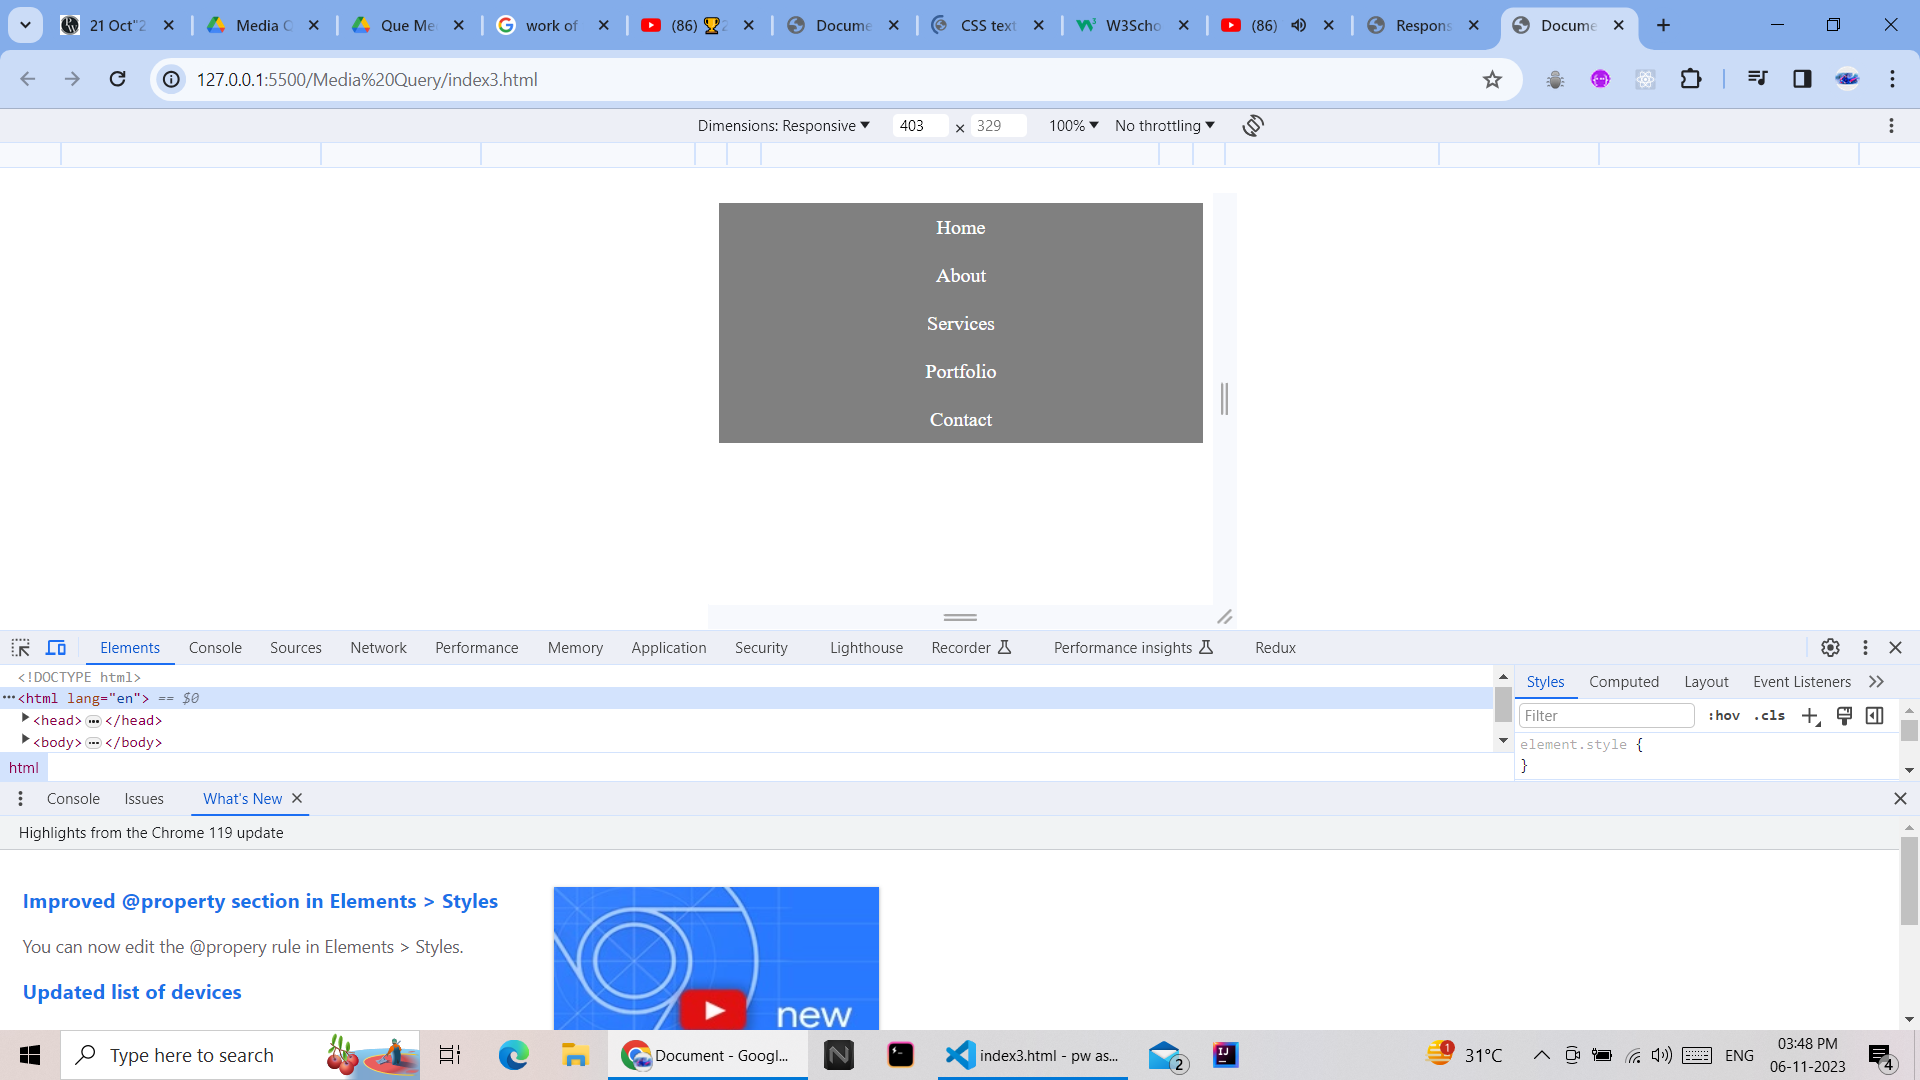 21 Oct"2
Media Q
Que Me
work of
(86) 🏆2
Docume
CSS text
W3Scho
(86)
Respons
Docume
127.0.0.1:5500/Media%20Query/index3.html
Dimensions: Responsive 403 × 329 100% No throttling
Home
About
Services
Portfolio
Contact
Elements Console Sources Network Performance Memory Application Security Lighthouse Recorder Performance insights Redux
<!DOCTYPE html>
<html lang="en"> == $0
<head> … </head>
<body> … </body>
html
Styles Computed Layout Event Listeners
Filter :hov .cls
element.style {
}
Console Issues What's New
Highlights from the Chrome 119 update
Improved @property section in Elements > Styles
You can now edit the @propery rule in Elements > Styles.
Updated list of devices
new
Type here to search
Document - Googl...
index3.html - pw as...
2
1
31°C
ENG
03:48 PM
06-11-2023
4